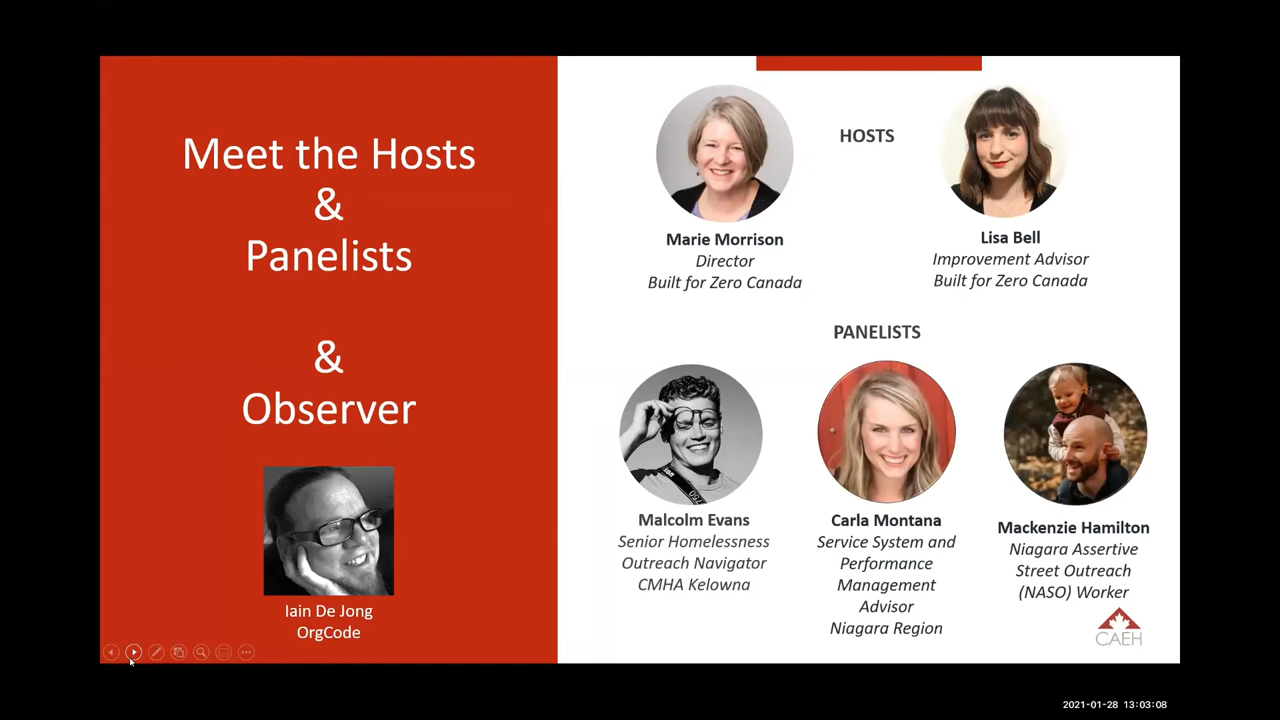 Meet the Hosts
&
Panelists
&
Observer
Iain De Jong
OrgCode
HOSTS
Marie Morrison
Director
Built for Zero Canada
Lisa Bell
Improvement Advisor
Built for Zero Canada
PANELISTS
Malcolm Evans
Senior Homelessness
Outreach Navigator
CMHA Kelowna
Carla Montana
Service System and
Performance
Management
Advisor
Niagara Region
Mackenzie Hamilton
Niagara Assertive
Street Outreach
(NASO) Worker
CAEH
2021-01-28 13:03:08